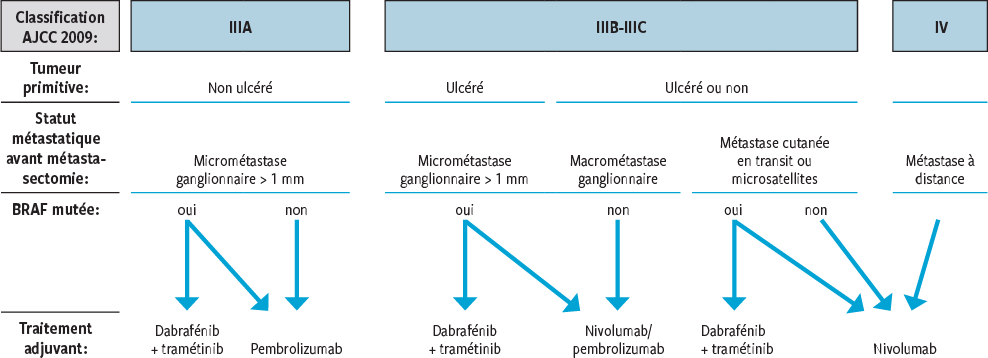 Classification
AJCC 2009:
IIIA
IIIB-IIIC
IV
Tumeur
primitive:
Non ulcéré
Ulcéré
Ulcéré ou non
Statut
métastatique
avant métasta-
sectomie:
Micrométastase
ganglionnaire > 1 mm
Micrométastase
ganglionnaire > 1 mm
Macrométastase
ganglionnaire
Métastase cutanée
en transit ou
microsatellites
Métastase à
distance
BRAF mutée:
oui
non
oui
non
oui
non
Traitement
adjuvant:
Dabrafénib
+ tramétinib
Pembrolizumab
Dabrafénib
+ tramétinib
Nivolumab/
pembrolizumab
Dabrafénib
+ tramétinib
Nivolumab